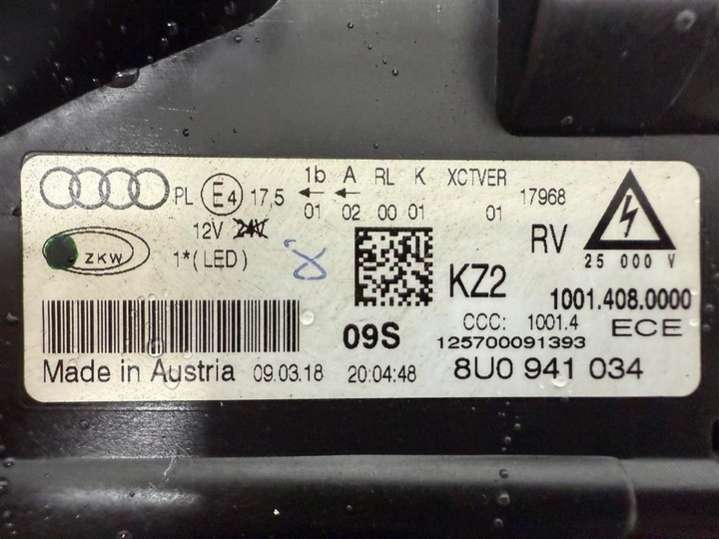 PL E4 17,5 1b A RL K XCTVER 17968
01 02 00 01 01
12V 24V RV
ZKW 1*(LED) 8 25 000 V
KZ2 1001.408.0000
09S CCC: 1001.4 ECE
125700091393
Made in Austria 09.03.18 20:04:48 8U0 941 034